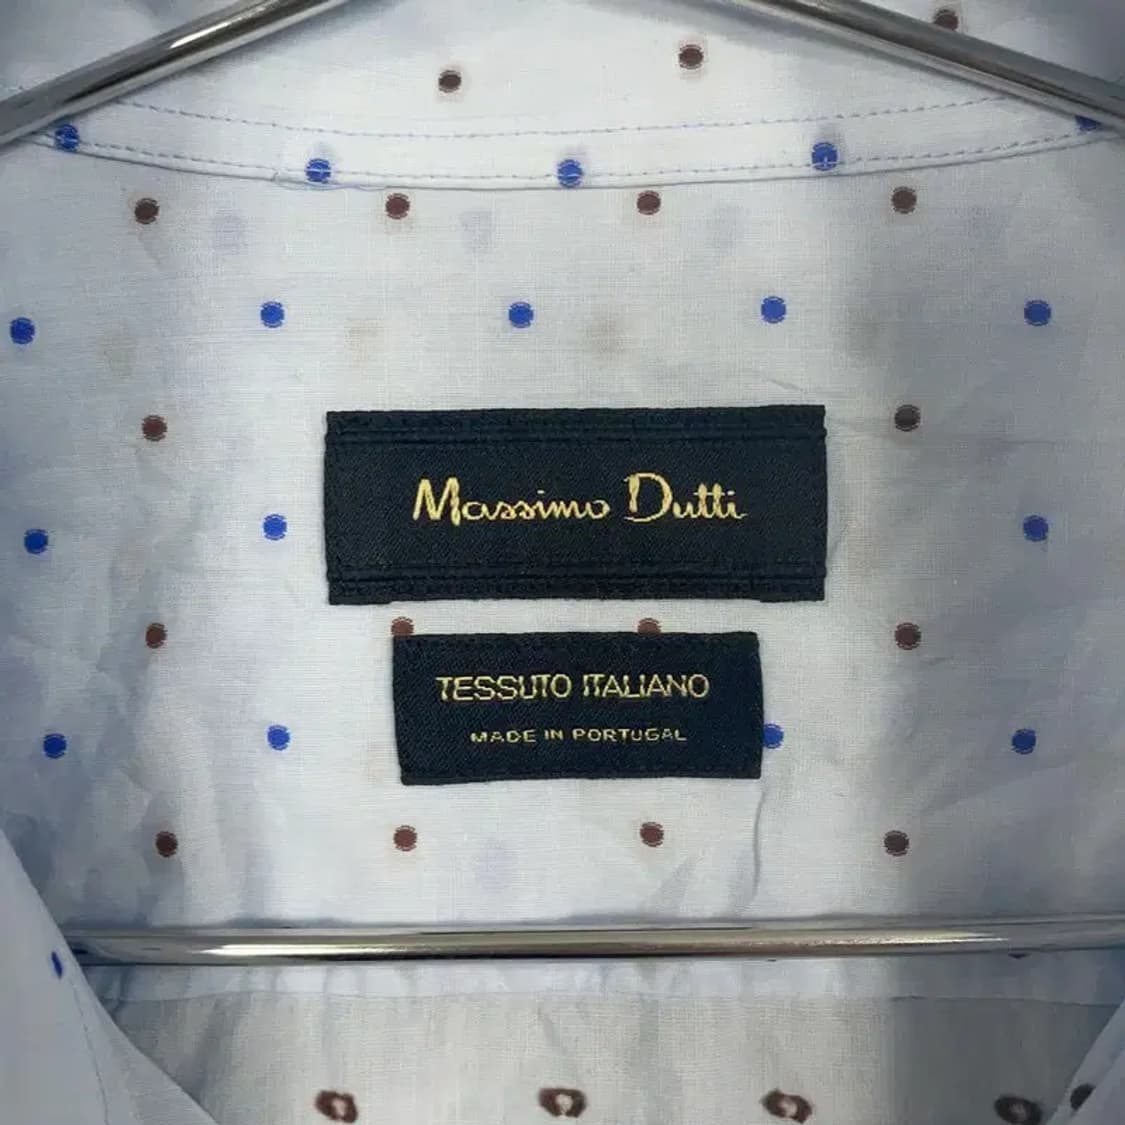 Massimo Dutti
TESSUTO ITALIANO
MADE IN PORTUGAL